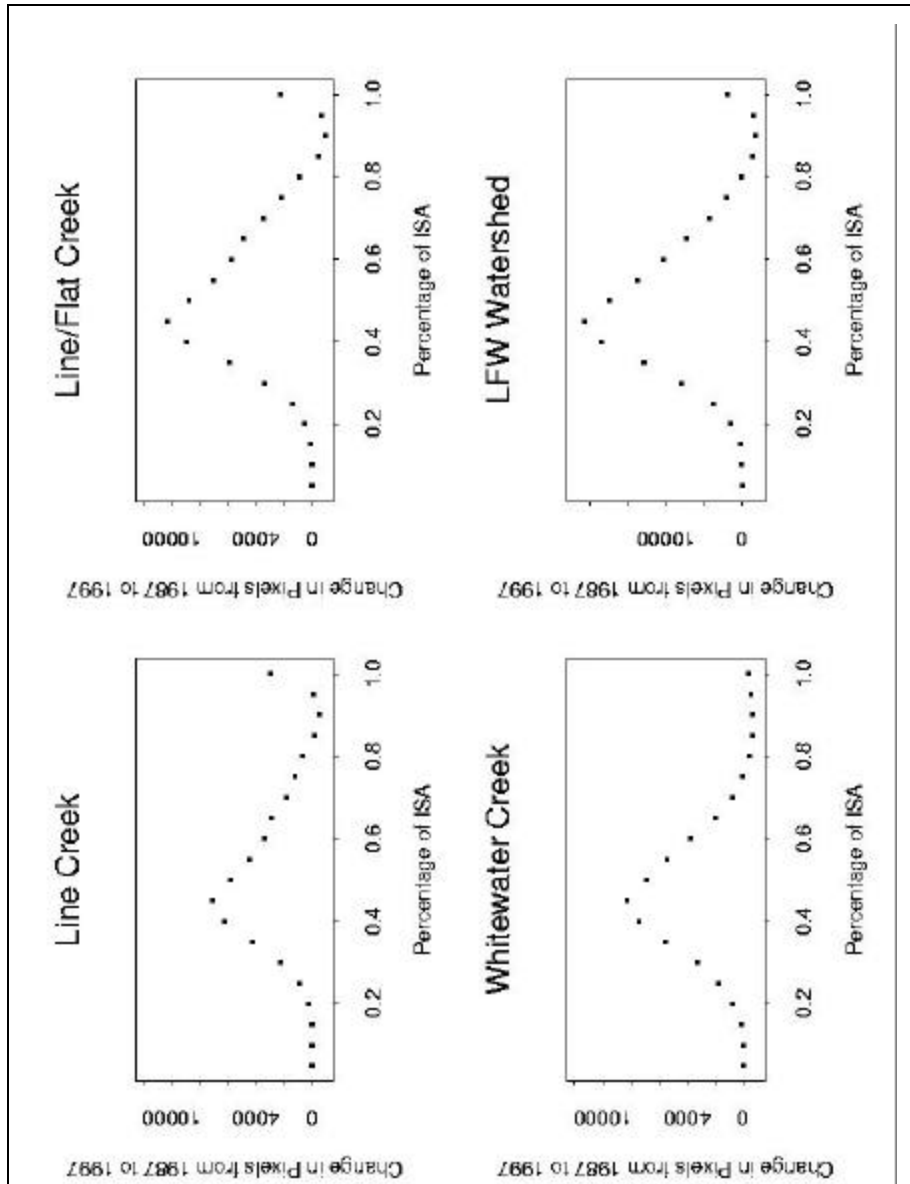 Line Creek
Change in Pixels from 1987 to 1997
0 4000 10000
0.2 0.4 0.6 0.8 1.0
Percentage of ISA
Line/Flat Creek
Change in Pixels from 1987 to 1997
0 4000 10000
0.2 0.4 0.6 0.8 1.0
Percentage of ISA
Whitewater Creek
Change in Pixels from 1987 to 1997
0 4000 10000
0.2 0.4 0.6 0.8 1.0
Percentage of ISA
LFW Watershed
Change in Pixels from 1987 to 1997
0 10000
0.2 0.4 0.6 0.8 1.0
Percentage of ISA